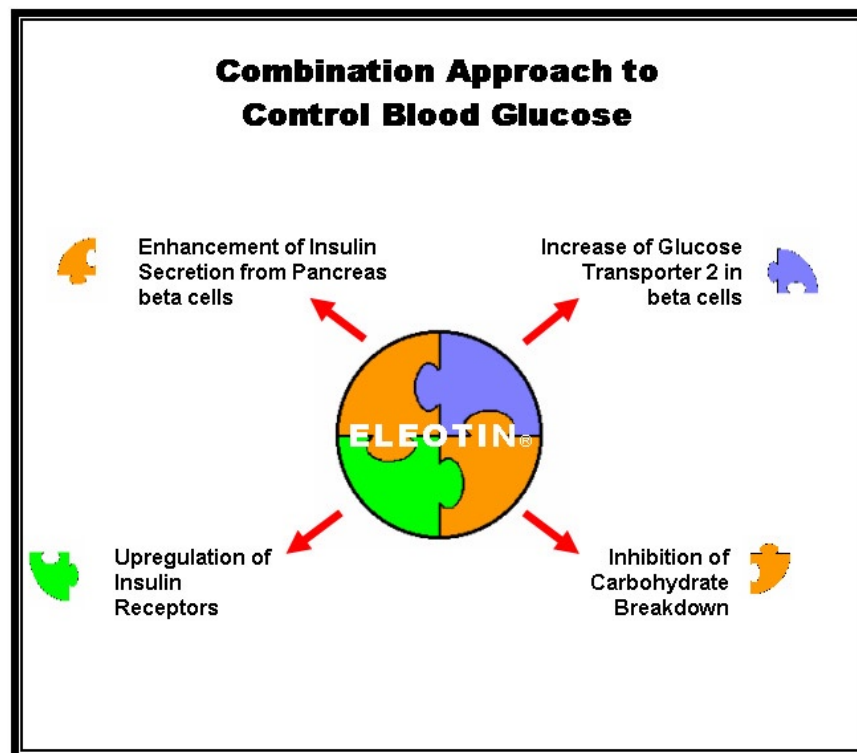 Combination Approach to
Control Blood Glucose
Enhancement of Insulin
Secretion from Pancreas
beta cells
Increase of Glucose
Transporter 2 in
beta cells
ELEOTIN®
Upregulation of
Insulin
Receptors
Inhibition of
Carbohydrate
Breakdown